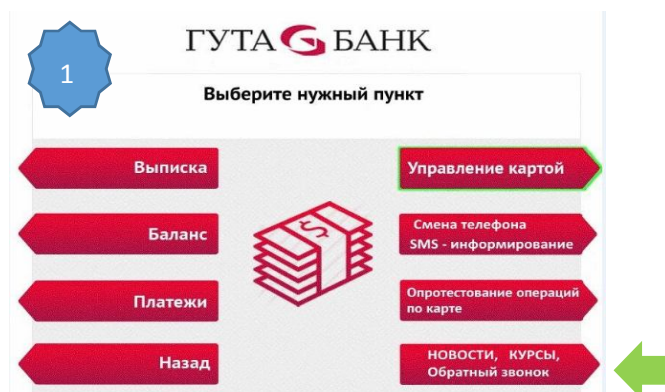 1
ГУТА БАНК
Выберите нужный пункт
Выписка
Управление картой
Баланс
Смена телефона
SMS - информирование
Платежи
Опротестование операций
по карте
Назад
НОВОСТИ, КУРСЫ,
Обратный звонок